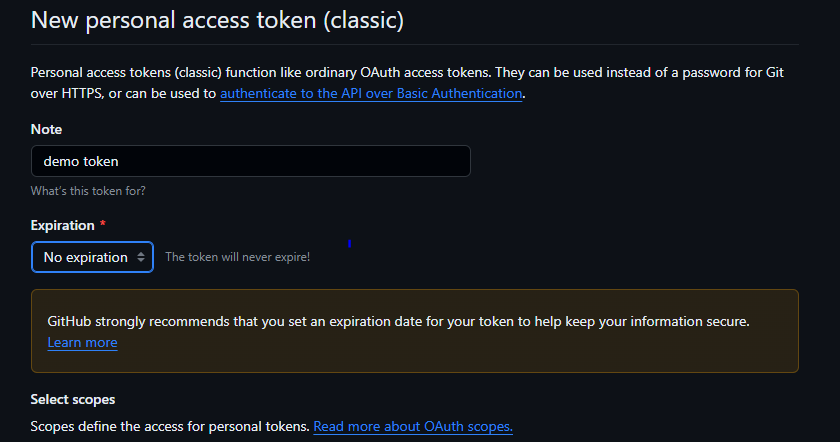 New personal access token (classic)
Personal access tokens (classic) function like ordinary OAuth access tokens. They can be used instead of a password for Git
over HTTPS, or can be used to authenticate to the API over Basic Authentication.
Note
demo token
What's this token for?
Expiration *
No expiration The token will never expire!
GitHub strongly recommends that you set an expiration date for your token to help keep your information secure.
Learn more
Select scopes
Scopes define the access for personal tokens. Read more about OAuth scopes.